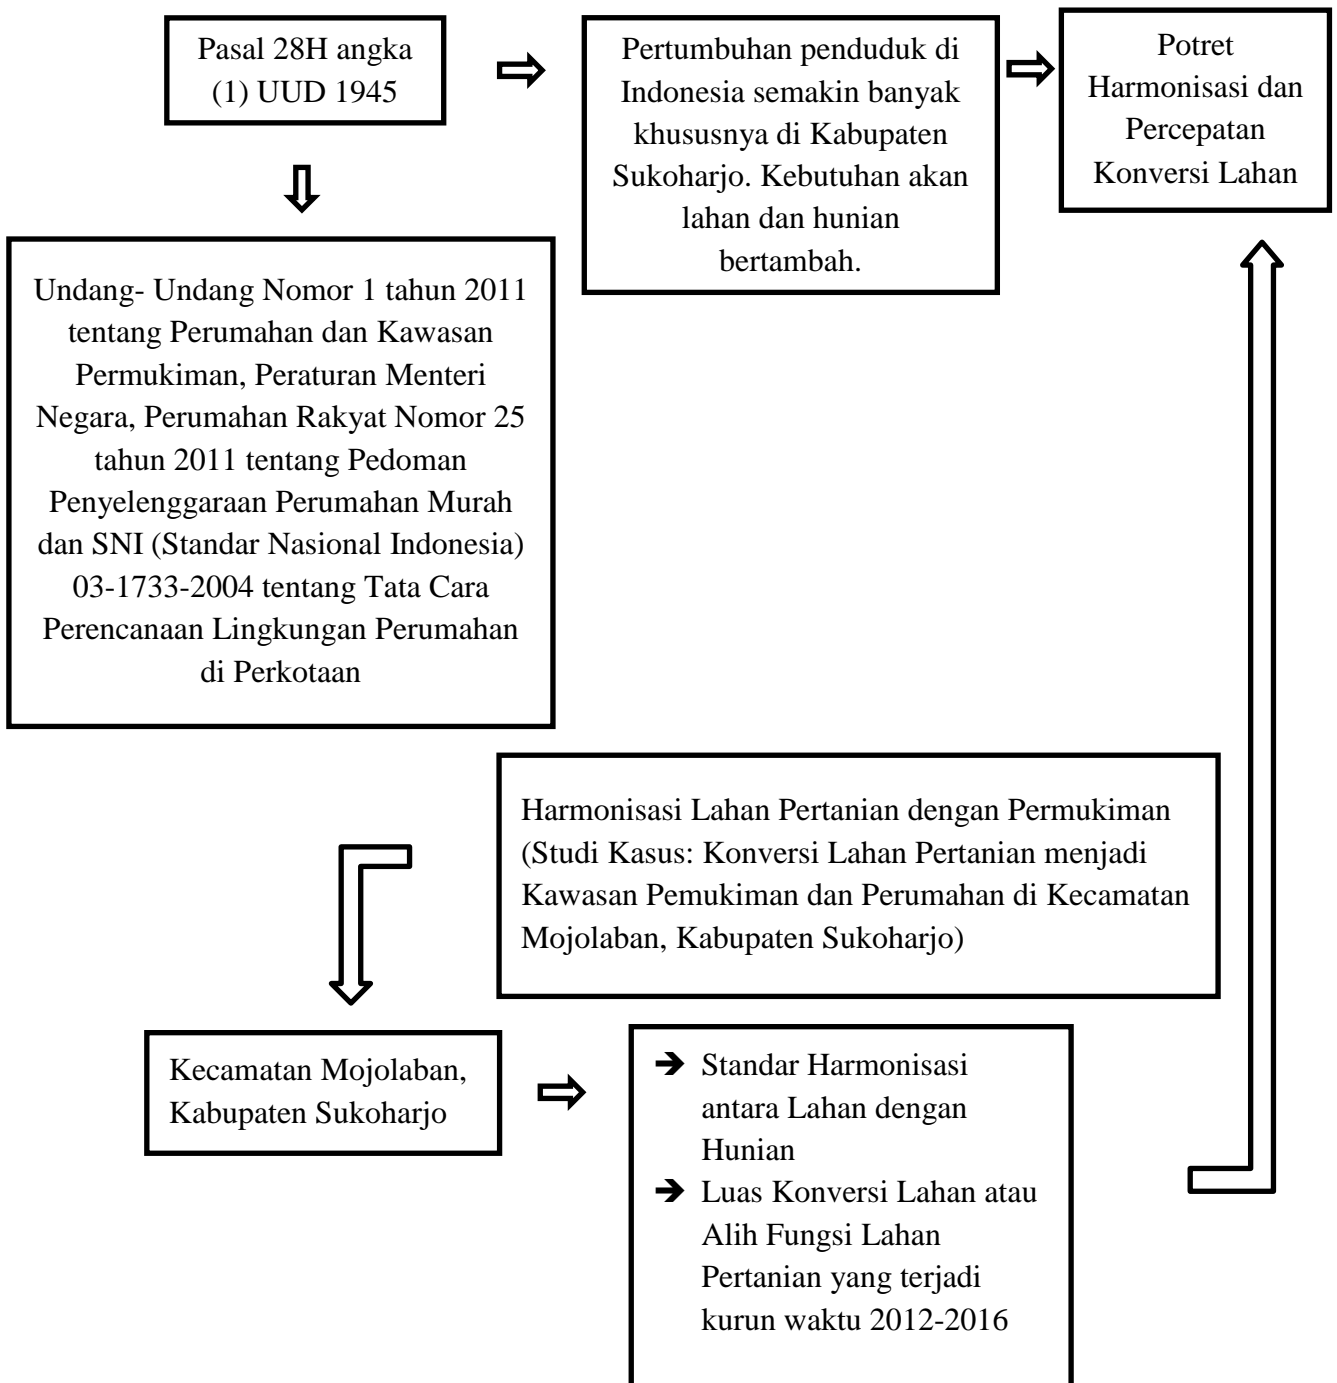 Pasal 28H angka
(1) UUD 1945
Pertumbuhan penduduk di
Indonesia semakin banyak
khususnya di Kabupaten
Sukoharjo. Kebutuhan akan
lahan dan hunian
bertambah.
Potret
Harmonisasi dan
Percepatan
Konversi Lahan
Undang- Undang Nomor 1 tahun 2011
tentang Perumahan dan Kawasan
Permukiman, Peraturan Menteri
Negara, Perumahan Rakyat Nomor 25
tahun 2011 tentang Pedoman
Penyelenggaraan Perumahan Murah
dan SNI (Standar Nasional Indonesia)
03-1733-2004 tentang Tata Cara
Perencanaan Lingkungan Perumahan
di Perkotaan
Harmonisasi Lahan Pertanian dengan Permukiman
(Studi Kasus: Konversi Lahan Pertanian menjadi
Kawasan Pemukiman dan Perumahan di Kecamatan
Mojolaban, Kabupaten Sukoharjo)
Kecamatan Mojolaban,
Kabupaten Sukoharjo
Standar Harmonisasi
antara Lahan dengan
Hunian
Luas Konversi Lahan atau
Alih Fungsi Lahan
Pertanian yang terjadi
kurun waktu 2012-2016